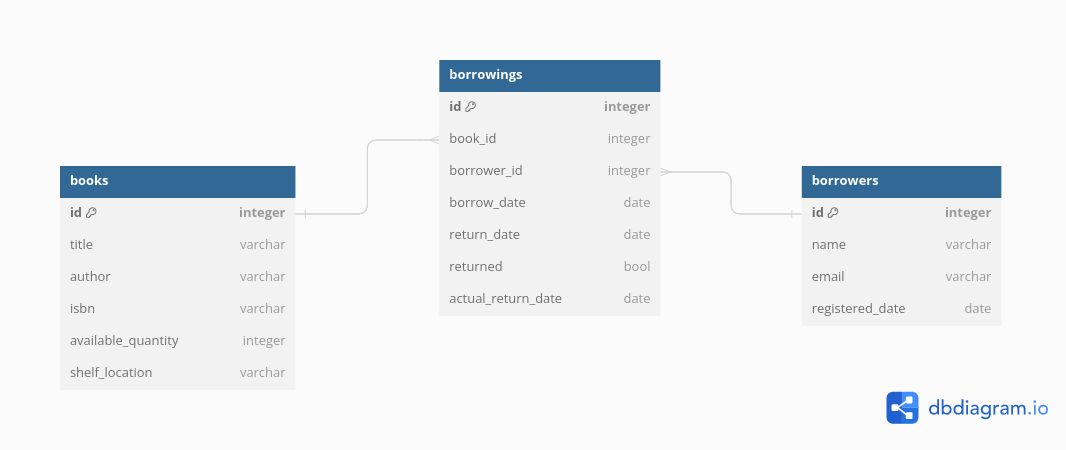 books
id integer
title varchar
author varchar
isbn varchar
available_quantity integer
shelf_location varchar
borrowings
id integer
book_id integer
borrower_id integer
borrow_date date
return_date date
returned bool
actual_return_date date
borrowers
id integer
name varchar
email varchar
registered_date date
dbdiagram.io